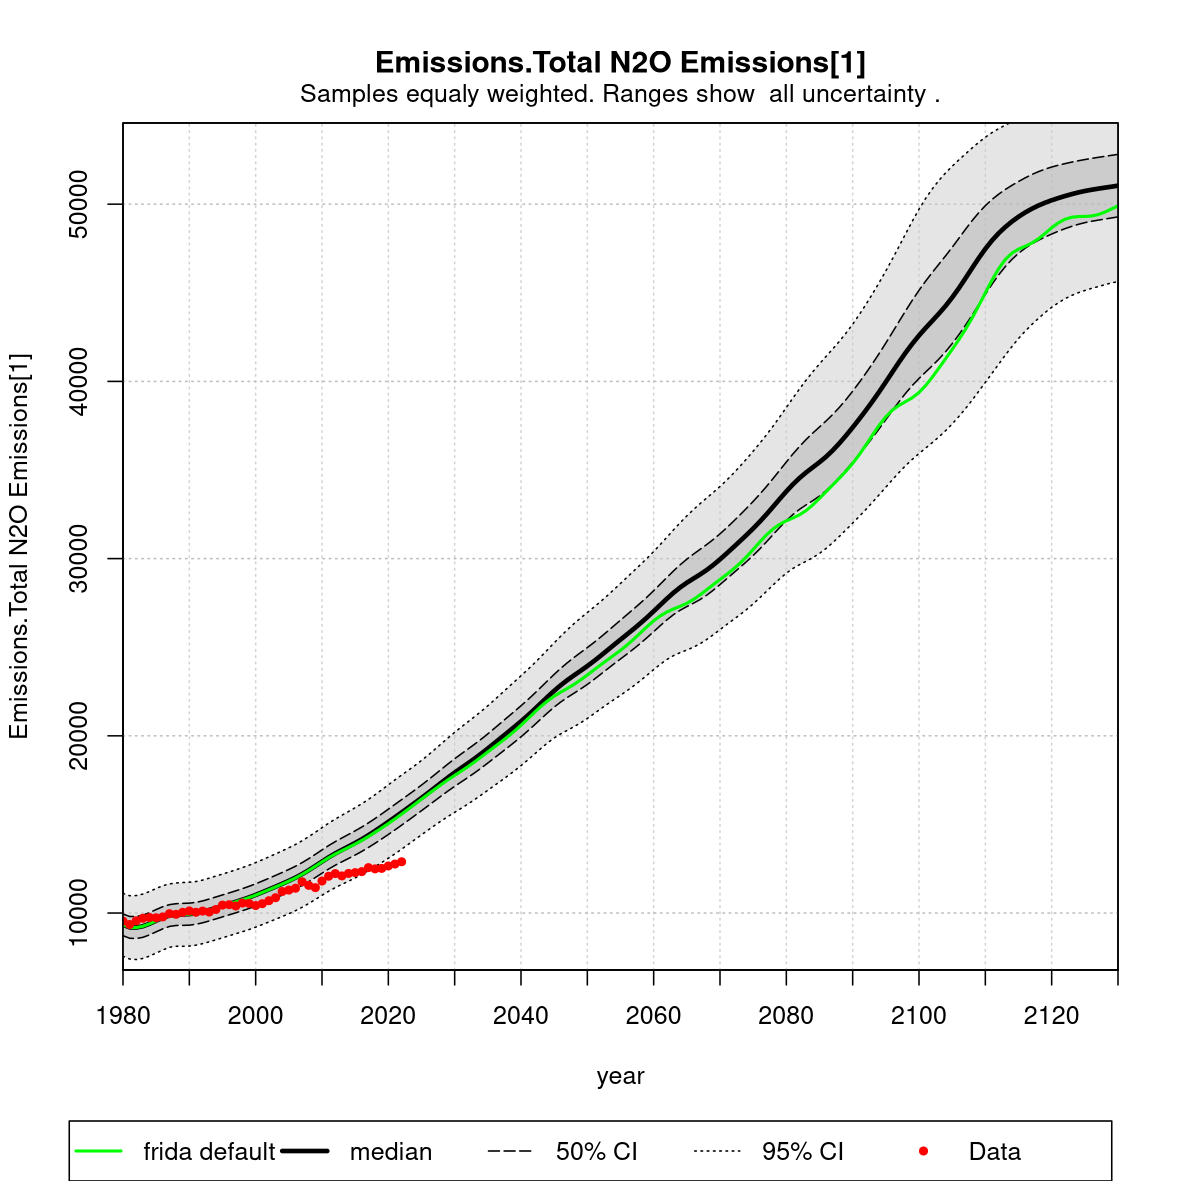 Emissions.Total N2O Emissions[1]
Samples equaly weighted. Ranges show  all uncertainty .
Emissions.Total N2O Emissions[1]
50000
40000
30000
20000
10000
1980 2000 2020 2040 2060 2080 2100 2120
year
frida default median 50% CI 95% CI Data